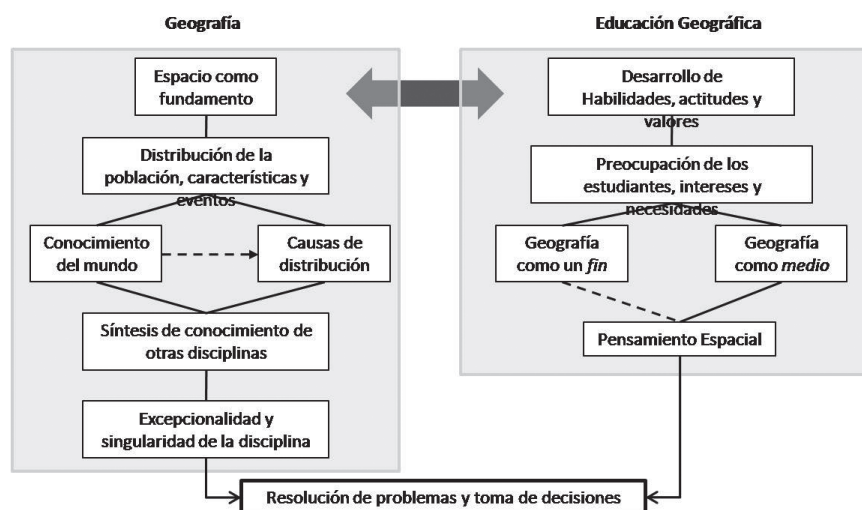 Geografía
Espacio como
fundamento
Distribución de la
población, características y
eventos
Conocimiento
del mundo
Causas de
distribución
Síntesis de conocimiento de
otras disciplinas
Excepcionalidad y
singularidad de la disciplina
Educación Geográfica
Desarrollo de
Habilidades, actitudes y
valores
Preocupación de los
estudiantes, intereses y
necesidades
Geografía
como un fin
Geografía
como medio
Pensamiento Espacial
Resolución de problemas y toma de decisiones